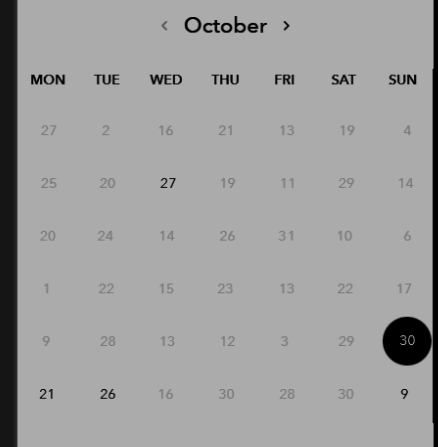 ‹ October ›
MON TUE WED THU FRI SAT SUN
27 2 16 21 13 19 4
25 20 27 19 11 29 14
20 24 14 26 31 10 6
1 22 15 23 13 22 17
9 28 13 12 3 29 30
21 26 16 30 28 30 9